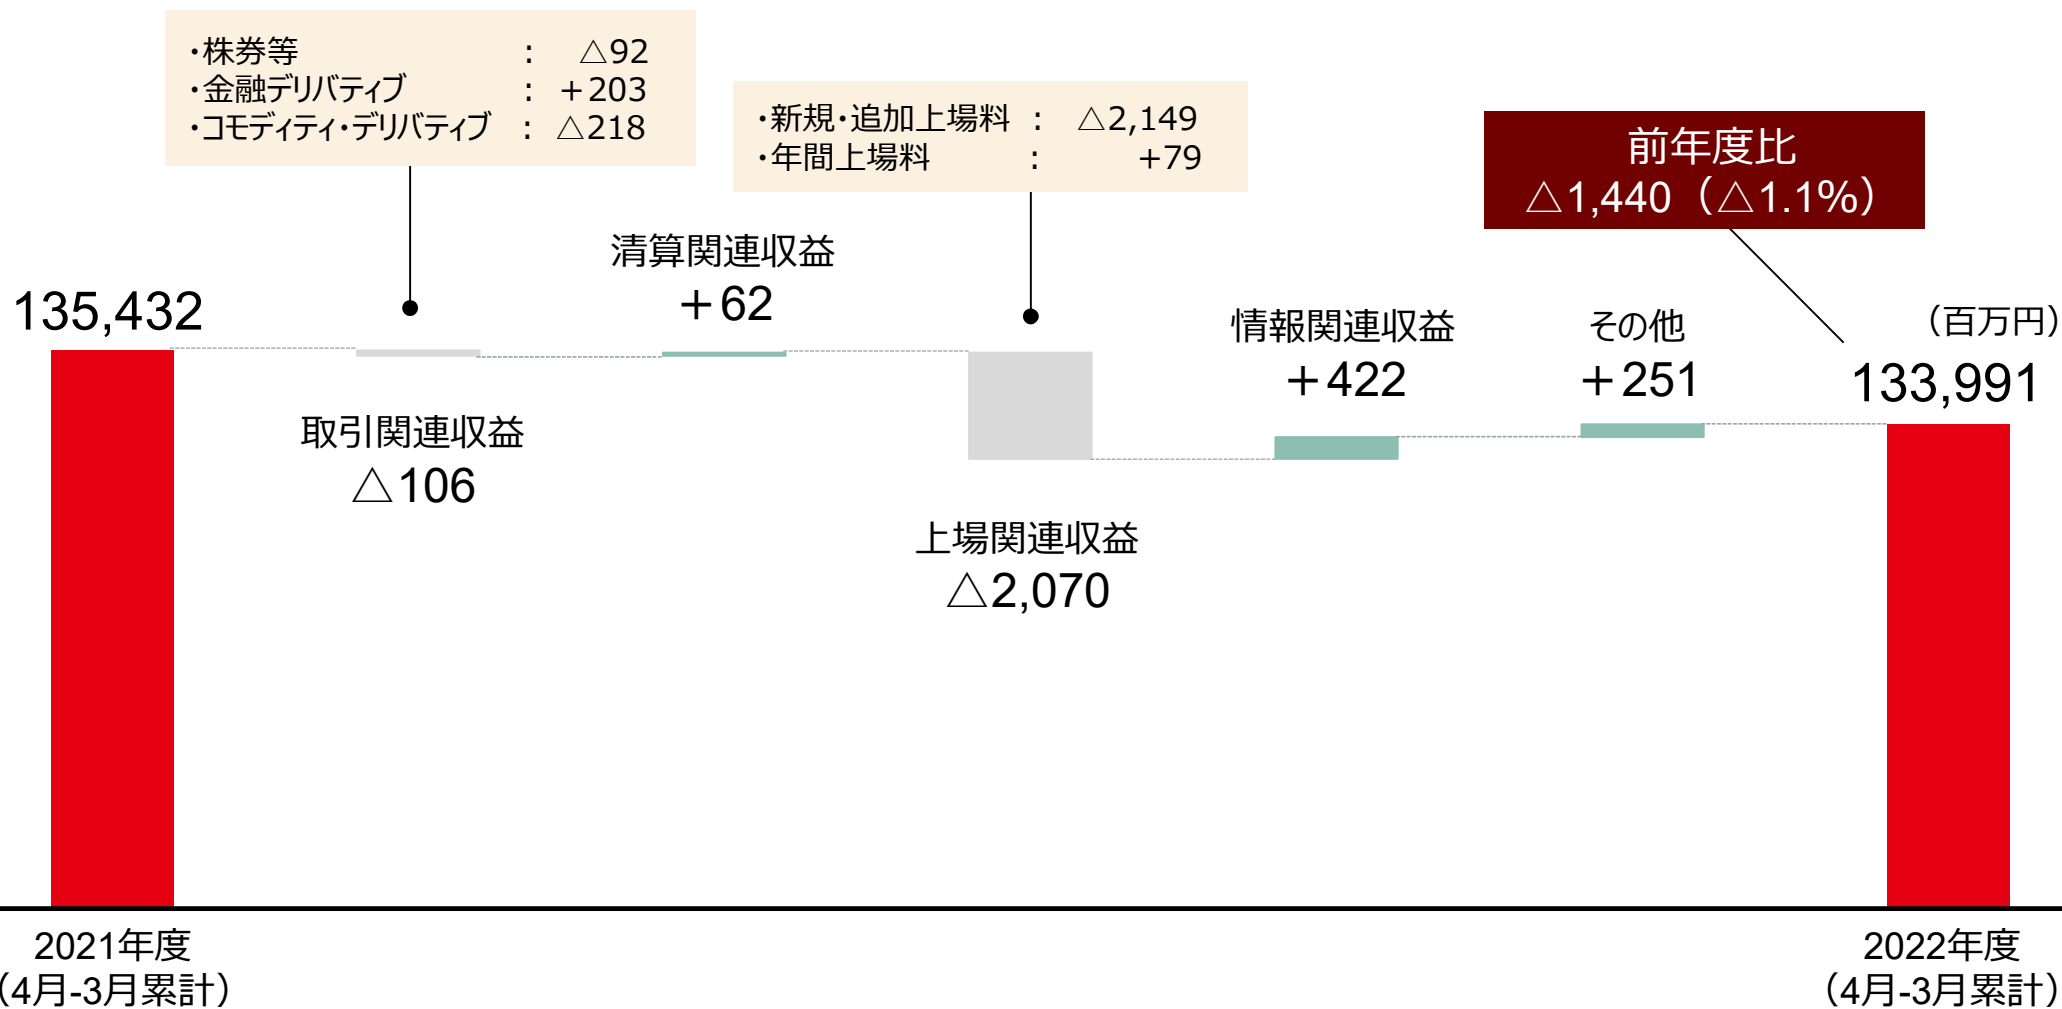 ・株券等 : △92
・金融デリバティブ : +203
・コモディティ・デリバティブ : △218
・新規・追加上場料 : △2,149
・年間上場料 : +79
前年度比
△1,440（△1.1%）
135,432
清算関連収益
+62
情報関連収益
+422
その他
+251
（百万円）
133,991
取引関連収益
△106
上場関連収益
△2,070
2021年度
（4月-3月累計）
2022年度
（4月-3月累計）